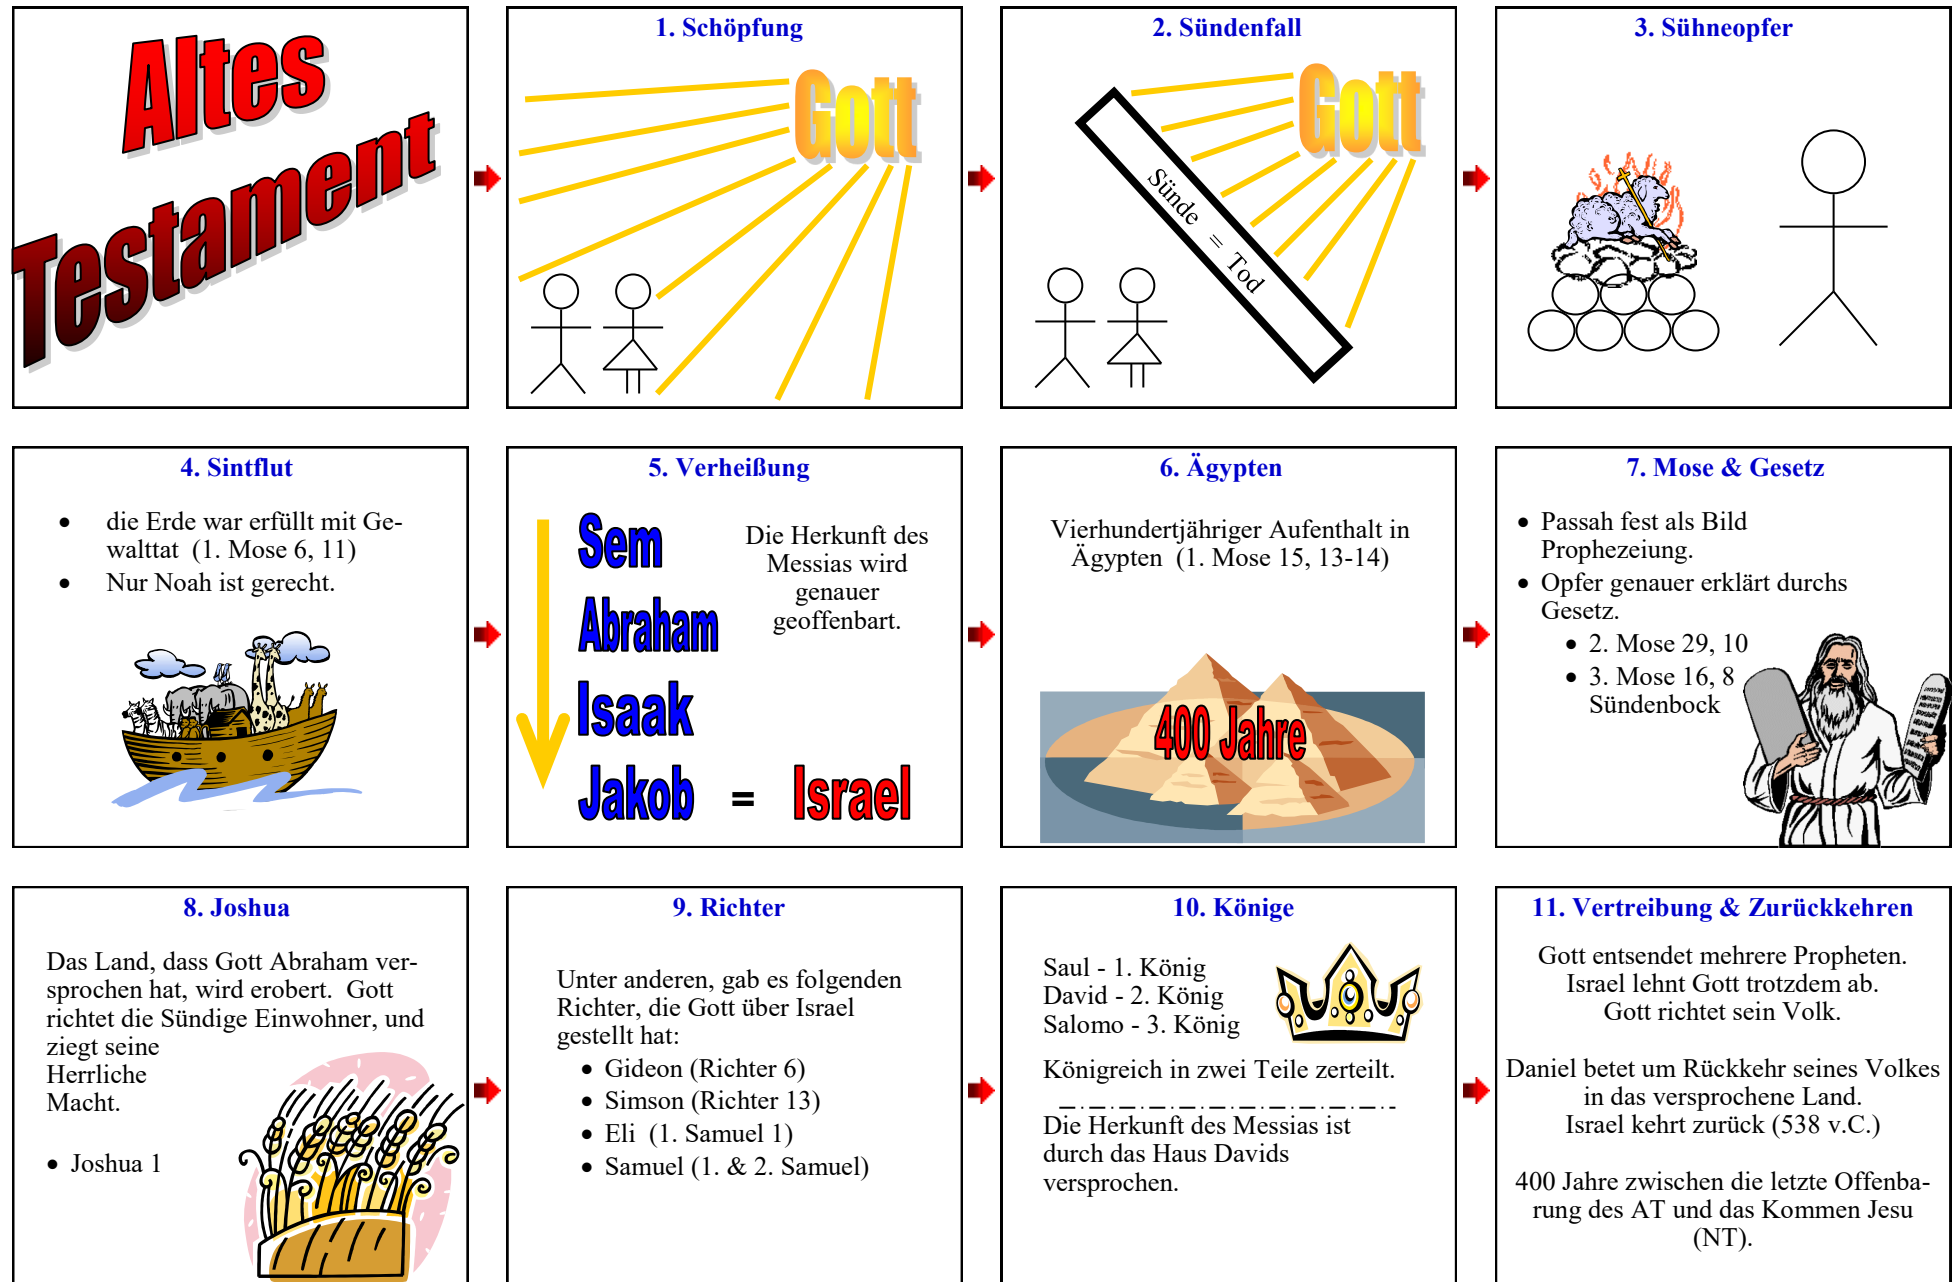 Altes
Testament
1. Schöpfung
Gott
2. Sündenfall
Gott
Sünde = Tod
3. Sühneopfer
4. Sintflut
• die Erde war erfüllt mit Ge-
walttat (1. Mose 6, 11)
• Nur Noah ist gerecht.
5. Verheißung
Sem
Abraham
Isaak
Jakob = Israel
Die Herkunft des
Messias wird
genauer
geoffenbart.
6. Ägypten
Vierhundertjähriger Aufenthalt in
Ägypten (1. Mose 15, 13-14)
400 Jahre
7. Mose & Gesetz
• Passah fest als Bild
Prophezeiung.
• Opfer genauer erklärt durchs
Gesetz.
• 2. Mose 29, 10
• 3. Mose 16, 8
Sündenbock
8. Joshua
Das Land, dass Gott Abraham ver-
sprochen hat, wird erobert. Gott
richtet die Sündige Einwohner, und
ziegt seine
Herrliche
Macht.
• Joshua 1
9. Richter
Unter anderen, gab es folgenden
Richter, die Gott über Israel
gestellt hat:
• Gideon (Richter 6)
• Simson (Richter 13)
• Eli (1. Samuel 1)
• Samuel (1. & 2. Samuel)
10. Könige
Saul - 1. König
David - 2. König
Salomo - 3. König
Königreich in zwei Teile zerteilt.
Die Herkunft des Messias ist
durch das Haus Davids
versprochen.
11. Vertreibung & Zurückkehren
Gott entsendet mehrere Propheten.
Israel lehnt Gott trotzdem ab.
Gott richtet sein Volk.
Daniel betet um Rückkehr seines Volkes
in das versprochene Land.
Israel kehrt zurück (538 v.C.)
400 Jahre zwischen die letzte Offenba-
rung des AT und das Kommen Jesu
(NT).